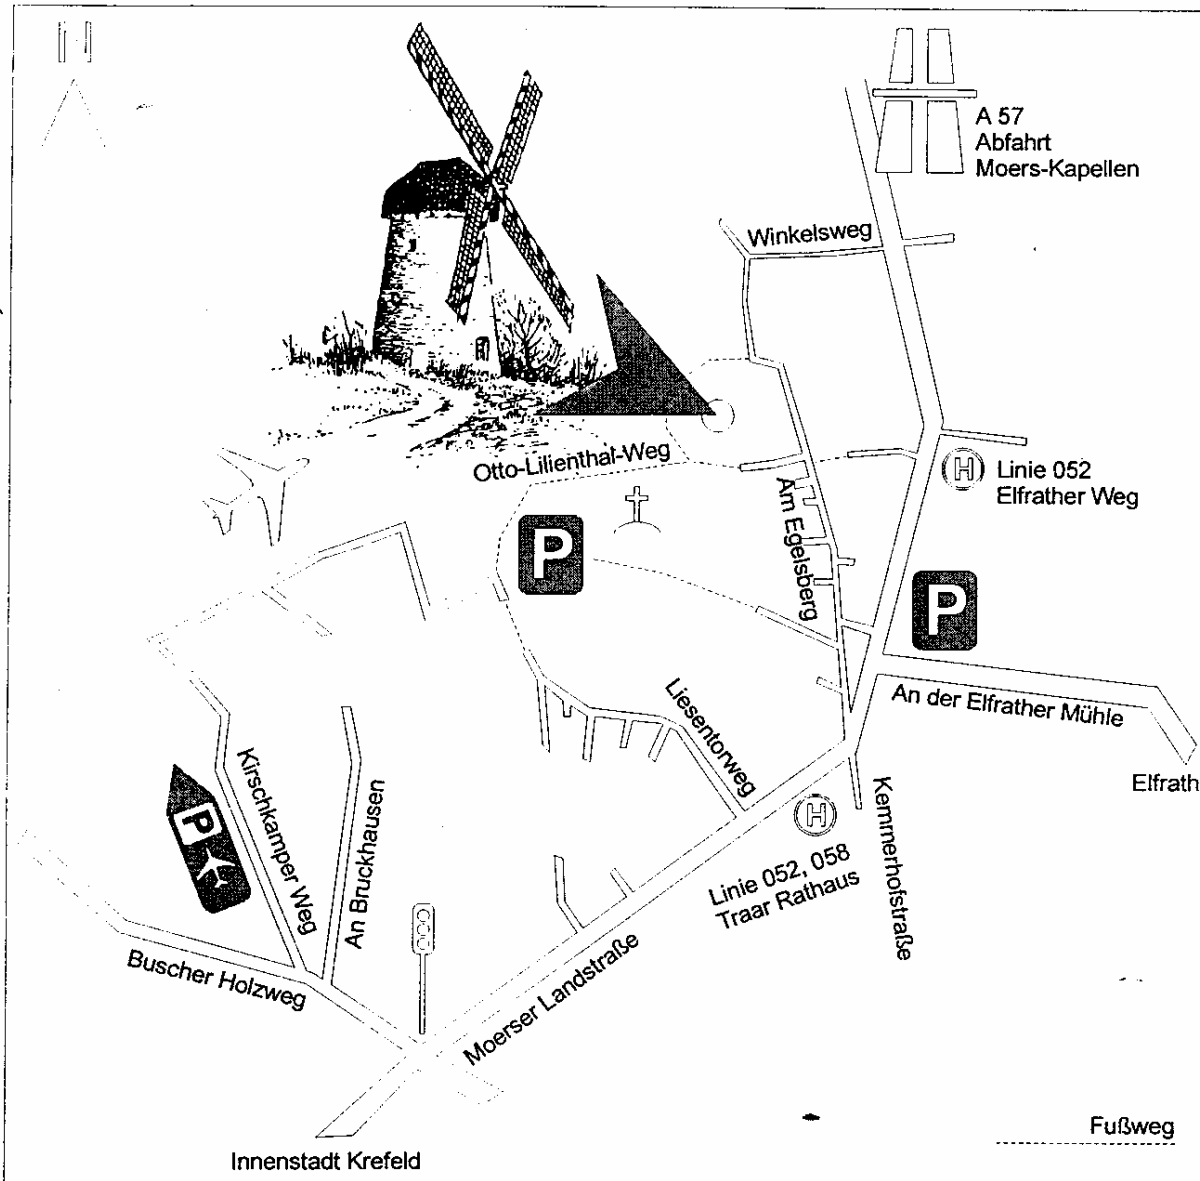 A 57
Abfahrt
Moers-Kapellen
Winkelsweg
Otto-Lilienthal-Weg
H
Linie 052
Elfrather Weg
Am Egelsberg
P
P
An der Elfrather Mühle
Elfrath
Liesentorweg
Kemmerhofstraße
H
Linie 052, 058
Traar Rathaus
Kirschkamper Weg
P
An Bruckhausen
Buscher Holzweg
Moerser Landstraße
Innenstadt Krefeld
Fußweg